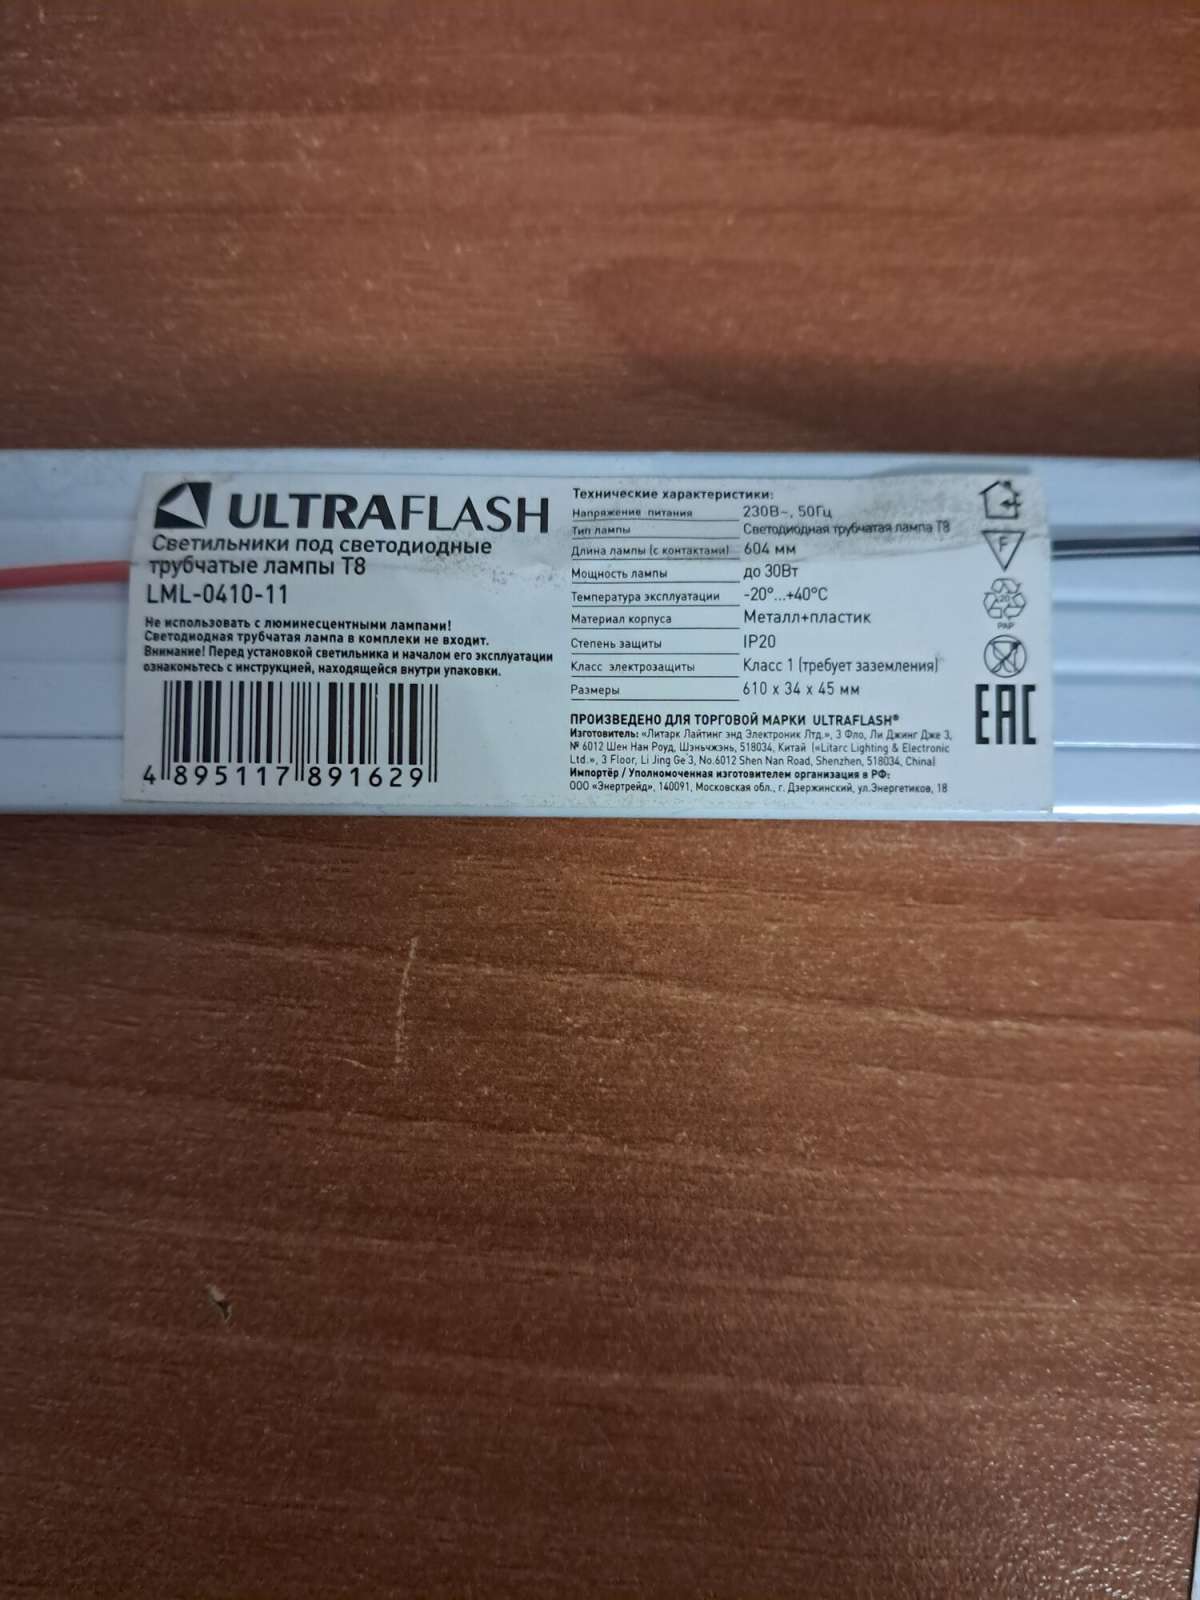 ULTRAFLASH
Светильники под светодиодные
трубчатые лампы Т8
LML-0410-11
Не использовать с люминесцентными лампами!
Светодиодная трубчатая лампа в комплеки не входит.
Внимание! Перед установкой светильника и началом его эксплуатации
ознакомьтесь с инструкцией, находящейся внутри упаковки.
4 895117 891629
Технические характеристики:
Напряжение питания 230В~, 50Гц
Тип лампы Светодиодная трубчатая лампа Т8
Длина лампы (с контактами) 604 мм
Мощность лампы до 30Вт
Температура эксплуатации -20°...+40°С
Материал корпуса Металл+пластик
Степень защиты IP20
Класс электрозащиты Класс 1 (требует заземления)
Размеры 610 х 34 х 45 мм
ПРОИЗВЕДЕНО ДЛЯ ТОРГОВОЙ МАРКИ ULTRAFLASH®
Изготовитель: «Литарк Лайтинг энд Электроник Лтд.», 3 Фло, Ли Джинг Дже 3,
№ 6012 Шен Нан Роуд, Шэньчжэнь, 518034, Китай («Litarc Lighting & Electronic
Ltd.», 3 Floor, Li Jing Ge 3, No.6012 Shen Nan Road, Shenzhen, 518034, China)
Импортёр / Уполномоченная изготовителем организация в РФ:
ООО «Энертрейд», 140091, Московская обл., г. Дзержинский, ул.Энергетиков, 18
F
20
PAP
EAC